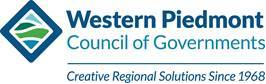 Western Piedmont
Council of Governments
Creative Regional Solutions Since 1968